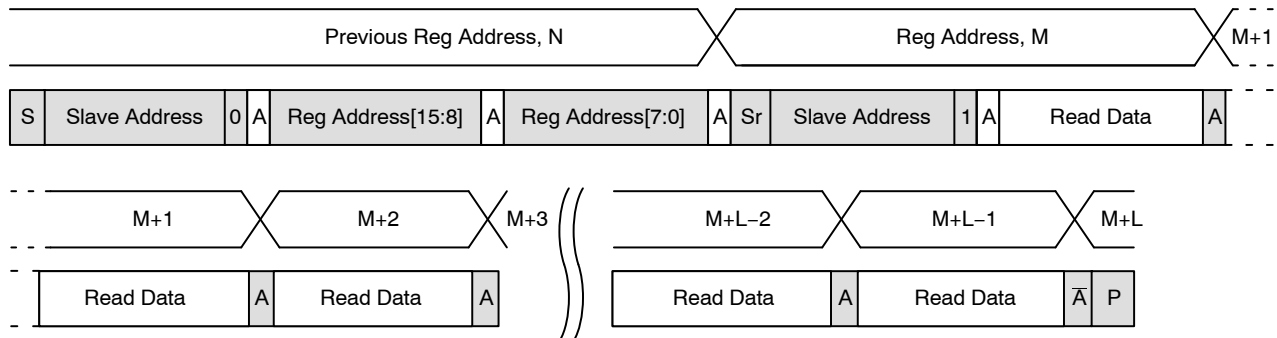 Previous Reg Address, N Reg Address, M M+1
S Slave Address 0 A Reg Address[15:8] A Reg Address[7:0] A Sr Slave Address 1 A Read Data A
M+1 M+2 M+3 M+L−2 M+L−1 M+L
Read Data A Read Data A Read Data A Read Data A̅ P